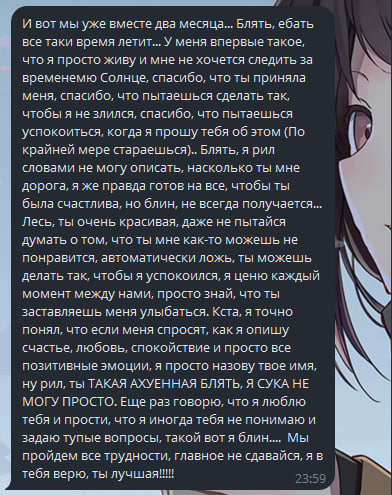 И вот мы уже вместе два месяца... Блять, ебать
все таки время летит... У меня впервые такое,
что я просто живу и мне не хочется следить за
временемю Солнце, спасибо, что ты приняла
меня, спасибо, что пытаешься сделать так,
чтобы я не злился, спасибо, что пытаешься
успокоиться, когда я прошу тебя об этом (По
крайней мере стараешься).. Блять, я рил
словами не могу описать, насколько ты мне
дорога, я же правда готов на все, чтобы ты
была счастлива, но блин, не всегда получается...
Лесь, ты очень красивая, даже не пытайся
думать о том, что ты мне как-то можешь не
понравится, автоматически ложь, ты можешь
делать так, чтобы я успокоился, я ценю каждый
момент между нами, просто знай, что ты
заставляешь меня улыбаться. Кста, я точно
понял, что если меня спросят, как я опишу
счастье, любовь, спокойствие и просто все
позитивные эмоции, я просто назову твое имя,
ну рил, ты ТАКАЯ АХУЕННАЯ БЛЯТЬ, Я СУКА НЕ
МОГУ ПРОСТО. Еще раз говорю, что я люблю
тебя и прости, что я иногда тебя не понимаю и
задаю тупые вопросы, такой вот я блин.... Мы
пройдем все трудности, главное не сдавайся, я в
тебя верю, ты лучшая!!!!!
23:59